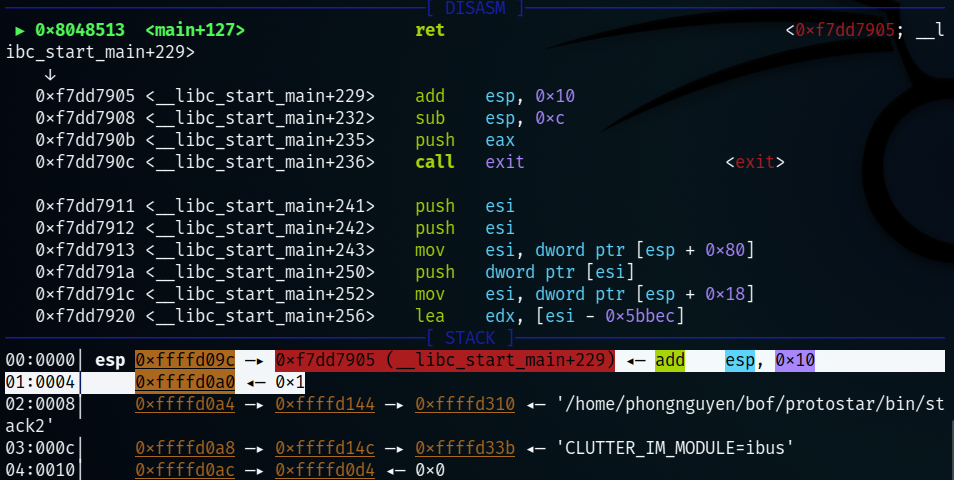 [ DISASM ]
► 0×8048513 <main+127> ret <0×f7dd7905; __l
ibc_start_main+229>
↓
0×f7dd7905 <__libc_start_main+229> add esp, 0×10
0×f7dd7908 <__libc_start_main+232> sub esp, 0×c
0×f7dd790b <__libc_start_main+235> push eax
0×f7dd790c <__libc_start_main+236> call exit <exit>
0×f7dd7911 <__libc_start_main+241> push esi
0×f7dd7912 <__libc_start_main+242> push esi
0×f7dd7913 <__libc_start_main+243> mov esi, dword ptr [esp + 0×80]
0×f7dd791a <__libc_start_main+250> push dword ptr [esi]
0×f7dd791c <__libc_start_main+252> mov esi, dword ptr [esp + 0×18]
0×f7dd7920 <__libc_start_main+256> lea edx, [esi - 0×5bbec]
[ STACK ]
00:0000│ esp 0×ffffd09c —▸ 0×f7dd7905 (__libc_start_main+229) ◂— add esp, 0×10
01:0004│ 0×ffffd0a0 ◂— 0×1
02:0008│ 0×ffffd0a4 —▸ 0×ffffd144 —▸ 0×ffffd310 ◂— '/home/phongnguyen/bof/protostar/bin/st
ack2'
03:000c│ 0×ffffd0a8 —▸ 0×ffffd14c —▸ 0×ffffd33b ◂— 'CLUTTER_IM_MODULE=ibus'
04:0010│ 0×ffffd0ac —▸ 0×ffffd0d4 ◂— 0×0